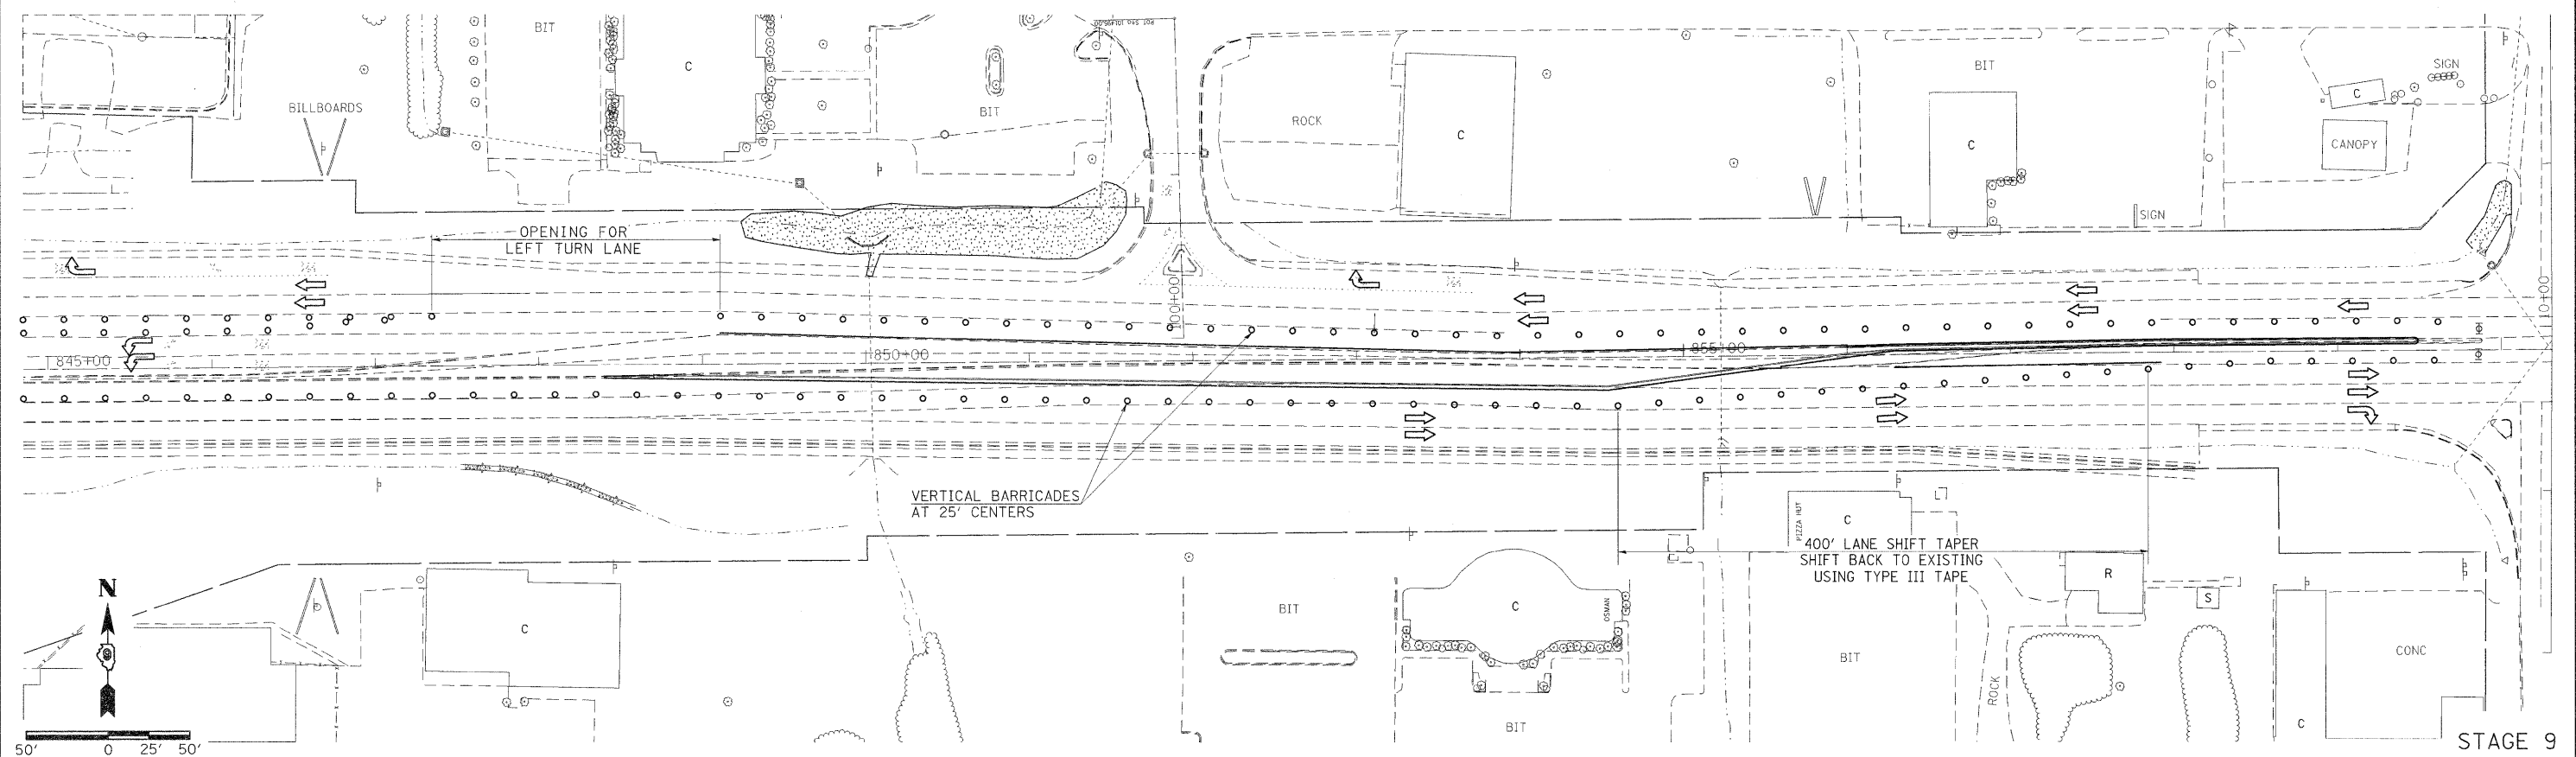 BIT
C
BILLBOARDS
BIT
ROCK
C
BIT
C
SIGN
C
CANOPY
SIGN
OPENING FOR
LEFT TURN LANE
100+00
10+00
845+00
850+00
855+00
VERTICAL BARRICADES
AT 25' CENTERS
PIZZA HUT
C
400' LANE SHIFT TAPER
SHIFT BACK TO EXISTING
USING TYPE III TAPE
R
S
N
C
BIT
C
OSMAN
BIT
ROCK
CONC
C
BIT
50' 0 25' 50'
STAGE 9